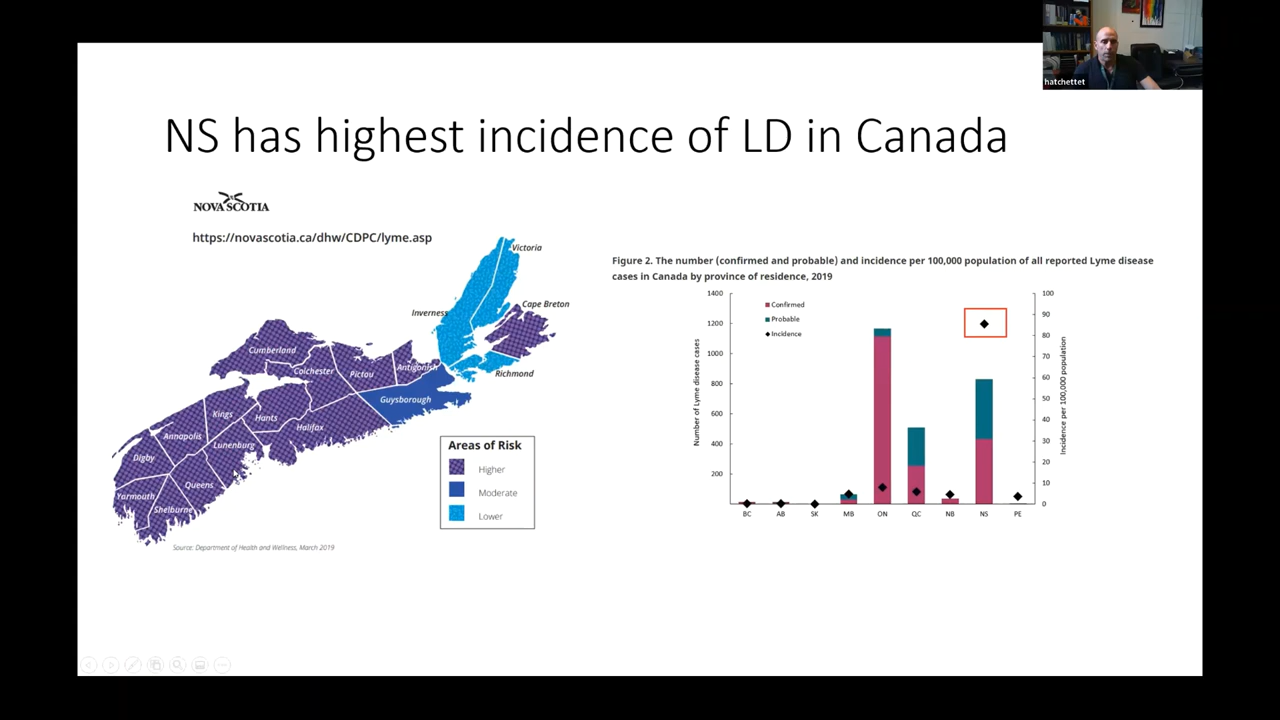 hatchettet
NS has highest incidence of LD in Canada
NOVA SCOTIA
https://novascotia.ca/dhw/CDPC/lyme.asp
Victoria
Cape Breton
Inverness
Richmond
Cumberland
Colchester
Pictou
Antigonish
Guysborough
Kings
Hants
Halifax
Annapolis
Lunenburg
Digby
Queens
Yarmouth
Shelburne
Areas of Risk
Higher
Moderate
Lower
Source: Department of Health and Wellness, March 2019
Figure 2. The number (confirmed and probable) and incidence per 100,000 population of all reported Lyme disease
cases in Canada by province of residence, 2019
Number of Lyme disease cases
1400
1200
1000
800
600
400
200
Confirmed
Probable
Incidence
100
90
80
70
60
50
40
30
20
10
0
Incidence per 100,000 population
BC AB SK MB ON QC NB NS PE